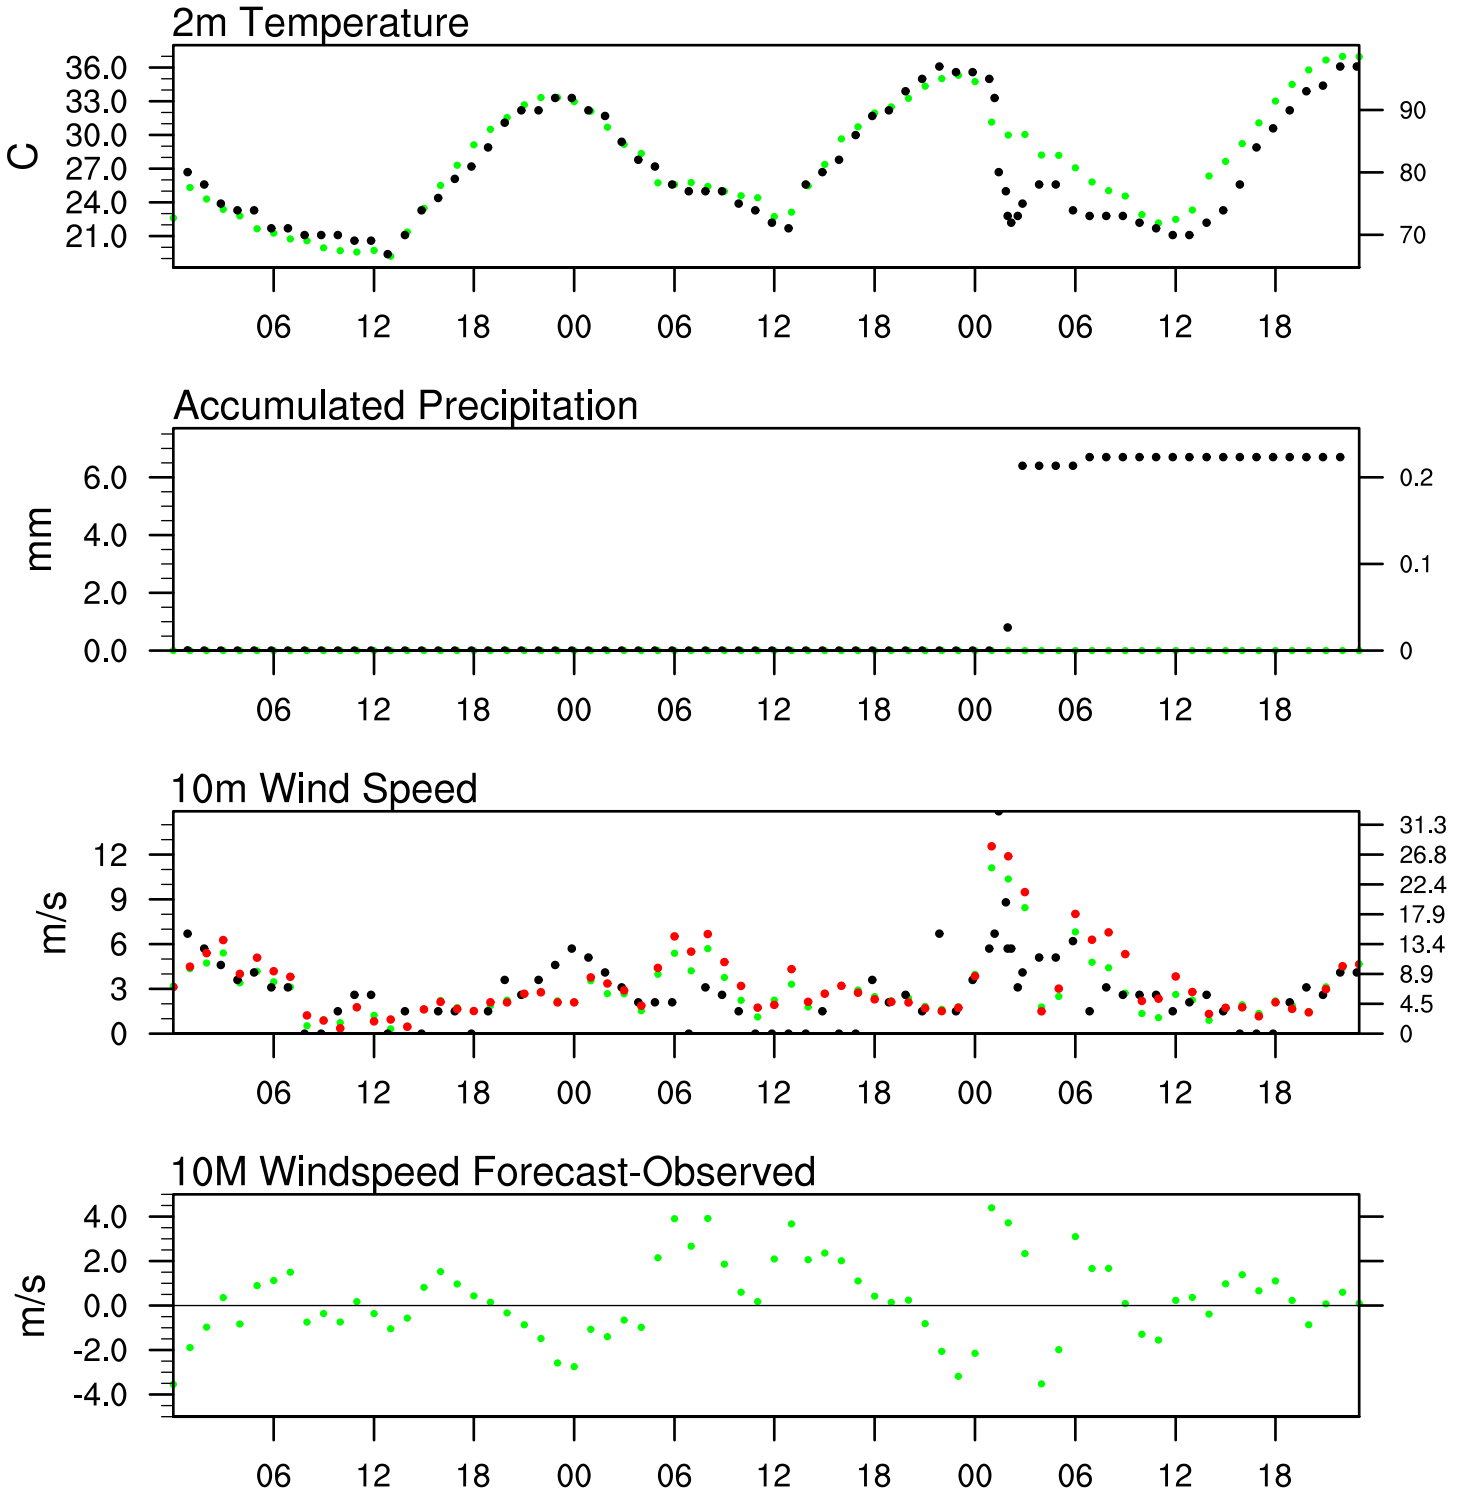 2m Temperature
36.0
33.0
30.0
27.0
24.0
21.0
C
90
80
70
06 12 18 00 06 12 18 00 06 12 18
Accumulated Precipitation
6.0
4.0
2.0
0.0
mm
0.2
0.1
0
06 12 18 00 06 12 18 00 06 12 18
10m Wind Speed
12
9
6
3
0
m/s
31.3
26.8
22.4
17.9
13.4
8.9
4.5
0
06 12 18 00 06 12 18 00 06 12 18
10M Windspeed Forecast-Observed
4.0
2.0
0.0
-2.0
-4.0
m/s
06 12 18 00 06 12 18 00 06 12 18